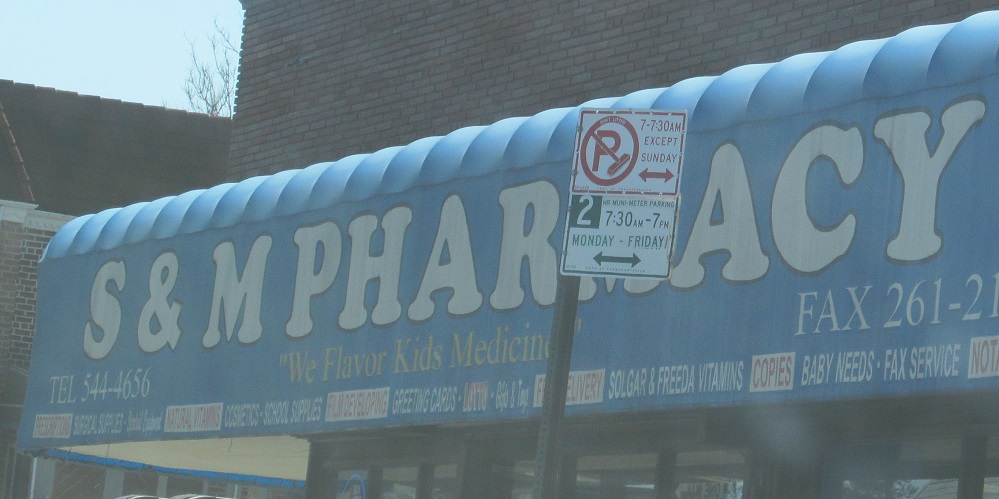 S & M PHARMACY
7-7:30AM
EXCEPT
SUNDAY
2 HR MUNI-METER PARKING
7:30AM-7PM
MONDAY - FRIDAY
"We Flavor Kids Medicine"
FAX 261-21
TEL 544-4656
SURGICAL SUPPLIES · NATURAL VITAMINS COSMETICS · SCHOOL SUPPLIES FILM DEVELOPING GREETING CARDS · LOTTO · Gifts & Toys DELIVERY SOLGAR & FREEDA VITAMINS COPIES BABY NEEDS · FAX SERVICE NOT